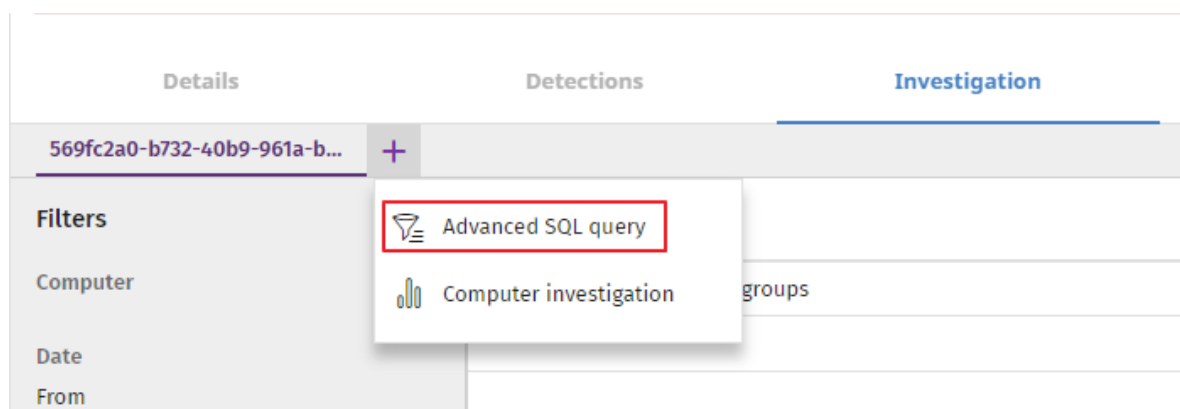 Details Detections Investigation
569fc2a0-b732-40b9-961a-b... +
Filters
Advanced SQL query
Computer
Computer investigation
groups
Date
From